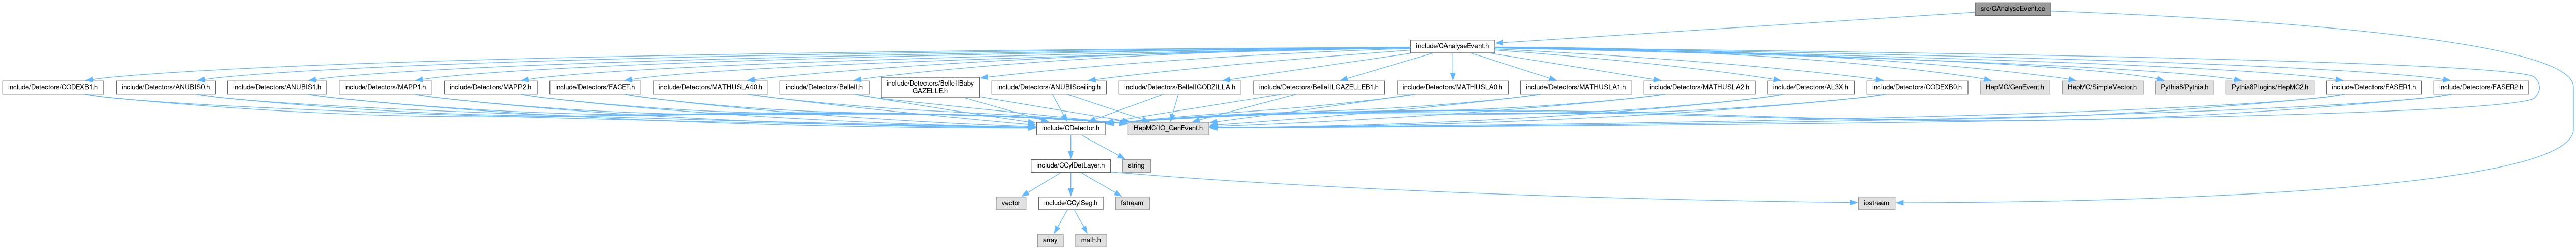 src/CAnalyseEvent.cc
include/CAnalyseEvent.h
include/Detectors/CODEXB1.h
include/Detectors/ANUBIS0.h
include/Detectors/ANUBIS1.h
include/Detectors/MAPP1.h
include/Detectors/MAPP2.h
include/Detectors/FACET.h
include/Detectors/MATHUSLA40.h
include/Detectors/BelleII.h
include/Detectors/BelleIIBaby
GAZELLE.h
include/Detectors/ANUBISceiling.h
include/Detectors/BelleIIGODZILLA.h
include/Detectors/BelleIILGAZELLEB1.h
include/Detectors/MATHUSLA0.h
include/Detectors/MATHUSLA1.h
include/Detectors/MATHUSLA2.h
include/Detectors/AL3X.h
include/Detectors/CODEXB0.h
HepMC/GenEvent.h
HepMC/SimpleVector.h
Pythia8/Pythia.h
Pythia8Plugins/HepMC2.h
include/Detectors/FASER1.h
include/Detectors/FASER2.h
include/CDetector.h
HepMC/IO_GenEvent.h
include/CCylDetLayer.h
string
vector
include/CCylSeg.h
fstream
iostream
array
math.h